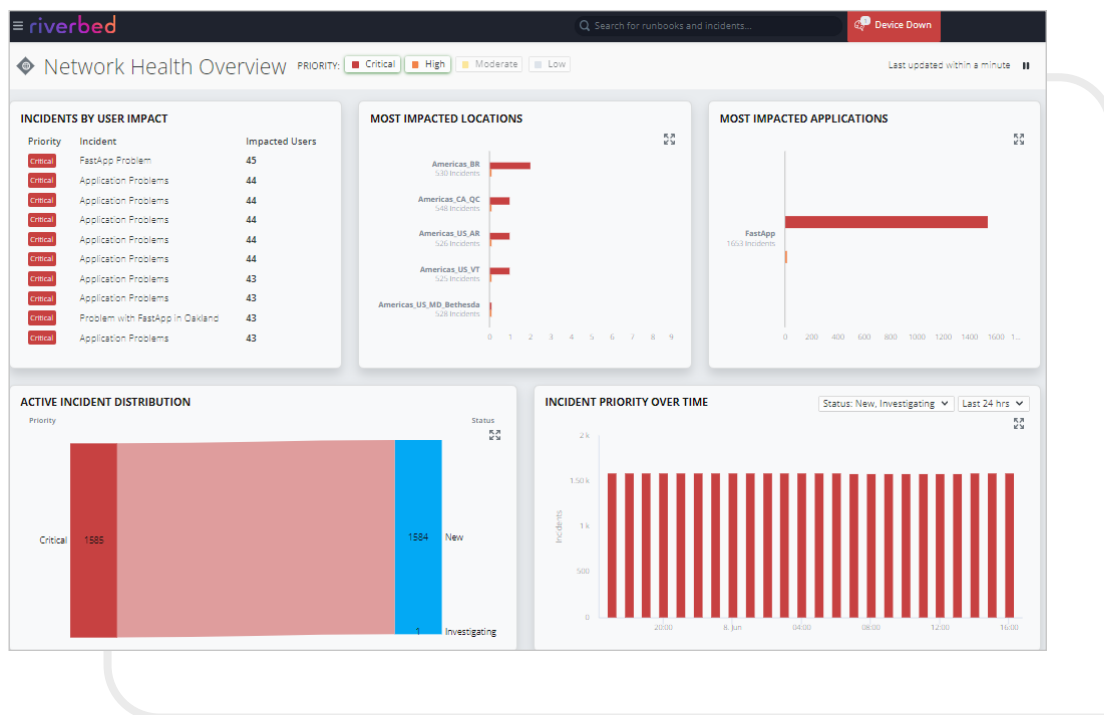 riverbed
Search for runbooks and incidents...
1
Device Down
Network Health Overview
PRIORITY: Critical High Moderate Low
Last updated within a minute
INCIDENTS BY USER IMPACT
Priority Incident Impacted Users
Critical FastApp Problem 45
Critical Application Problems 44
Critical Application Problems 44
Critical Application Problems 44
Critical Application Problems 44
Critical Application Problems 44
Critical Application Problems 43
Critical Application Problems 43
Critical Problem with FastApp in Oakland 43
Critical Application Problems 43
MOST IMPACTED LOCATIONS
Americas_BR
530 Incidents
Americas_CA_QC
548 Incidents
Americas_US_AR
526 Incidents
Americas_US_VT
525 Incidents
Americas_US_MD_Bethesda
528 Incidents
0 1 2 3 4 5 6 7 8 9
MOST IMPACTED APPLICATIONS
FastApp
1653 Incidents
0 200 400 600 800 1000 1200 1400 1600 1...
ACTIVE INCIDENT DISTRIBUTION
Priority Status
Critical 1585 1584 New
1 Investigating
INCIDENT PRIORITY OVER TIME
Status: New, Investigating Last 24 hrs
2 k
1.50 k
1 k
500
0
Incidents
20:00 8. Jun 04:00 08:00 12:00 16:00